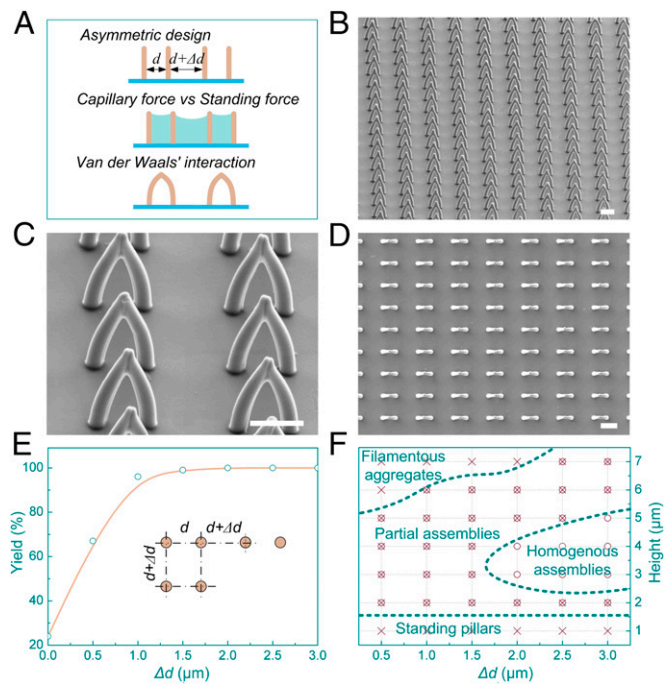 A
Asymmetric design
d
d+Δd
Capillary force vs Standing force
Van der Waals' interaction
B
C
D
E
100
80
60
40
20
Yield (%)
0.0 0.5 1.0 1.5 2.0 2.5 3.0
Δd (μm)
d
d+Δd
d+Δd
F
Filamentous
aggregates
Partial assemblies
Homogenous
assemblies
Standing pillars
7
6
5
4
3
2
1
Height (μm)
0.5 1.0 1.5 2.0 2.5 3.0
Δd (μm)